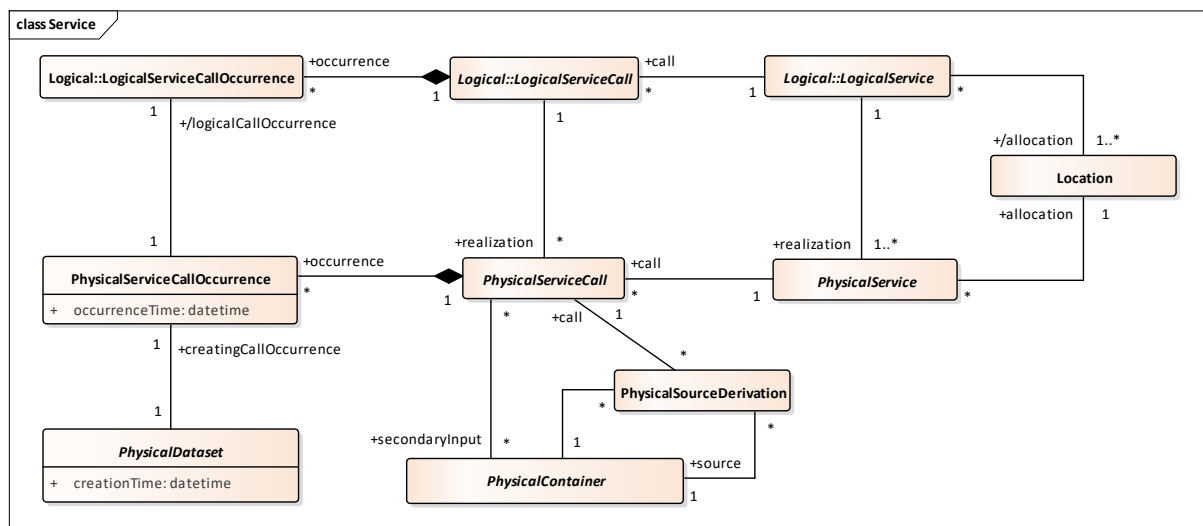 class Service
+occurrence
+call
Logical::LogicalServiceCallOccurrence
Logical::LogicalServiceCall
Logical::LogicalService
*
1
*
1
*
1
+/logicalCallOccurrence
1
1
+/allocation
1..*
Location
+allocation
1
1
+realization
*
+realization
1..*
PhysicalServiceCallOccurrence
+occurrence
PhysicalServiceCall
+call
PhysicalService
*
1
*
1
*
+ occurrenceTime: datetime
*
+call
1
1
+creatingCallOccurrence
*
PhysicalSourceDerivation
*
*
1
+secondaryInput
*
1
PhysicalDataset
+source
PhysicalContainer
1
+ creationTime: datetime